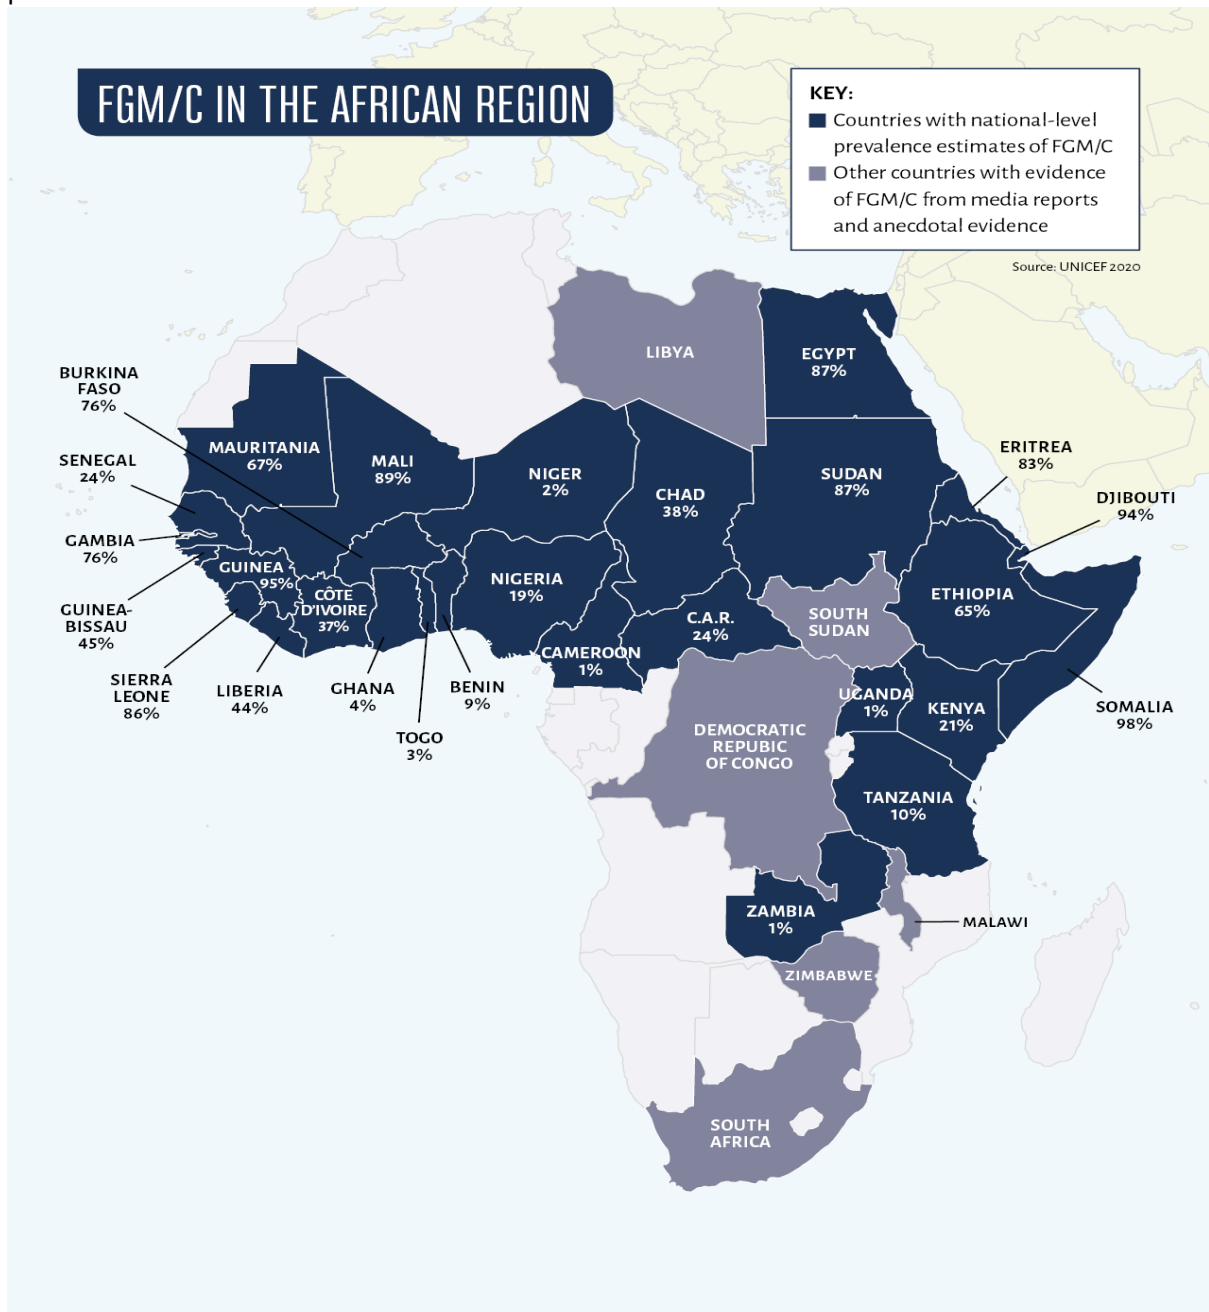 FGM/C IN THE AFRICAN REGION
KEY:
Countries with national-level
prevalence estimates of FGM/C
Other countries with evidence
of FGM/C from media reports
and anecdotal evidence
Source: UNICEF 2020
LIBYA
EGYPT
87%
BURKINA
FASO
76%
MAURITANIA
67%
MALI
89%
NIGER
2%
CHAD
38%
SUDAN
87%
ERITREA
83%
SENEGAL
24%
DJIBOUTI
94%
GAMBIA
76%
GUINEA
95%
CÔTE
D'IVOIRE
37%
NIGERIA
19%
C.A.R.
24%
SOUTH
SUDAN
ETHIOPIA
65%
GUINEA-
BISSAU
45%
SIERRA
LEONE
86%
LIBERIA
44%
GHANA
4%
TOGO
3%
BENIN
9%
CAMEROON
1%
UGANDA
1%
KENYA
21%
SOMALIA
98%
DEMOCRATIC
REPUBLIC
OF CONGO
TANZANIA
10%
ZAMBIA
1%
MALAWI
ZIMBABWE
SOUTH
AFRICA